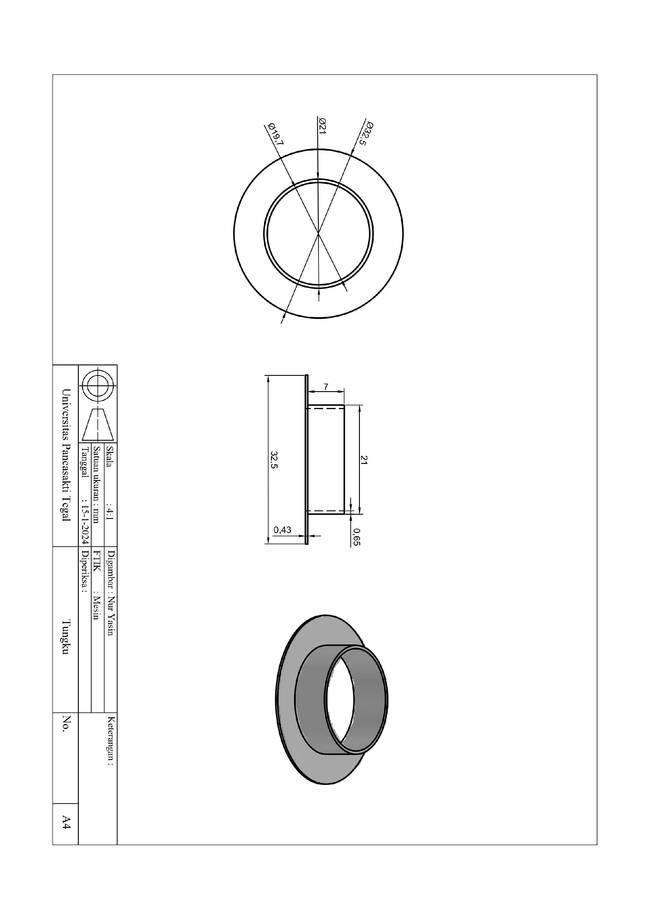 Ø19,7
Ø21
Ø32,5
7
32,5
21
0,43
0,65
Skala : 4:1
Satuan ukuran : mm
Tanggal : 15-1-2024
Digambar : Nur Yasin
FTIK : Mesin
Diperiksa :
Keterangan :
Universitas Pancasakti Tegal
Tungku
No.
A4